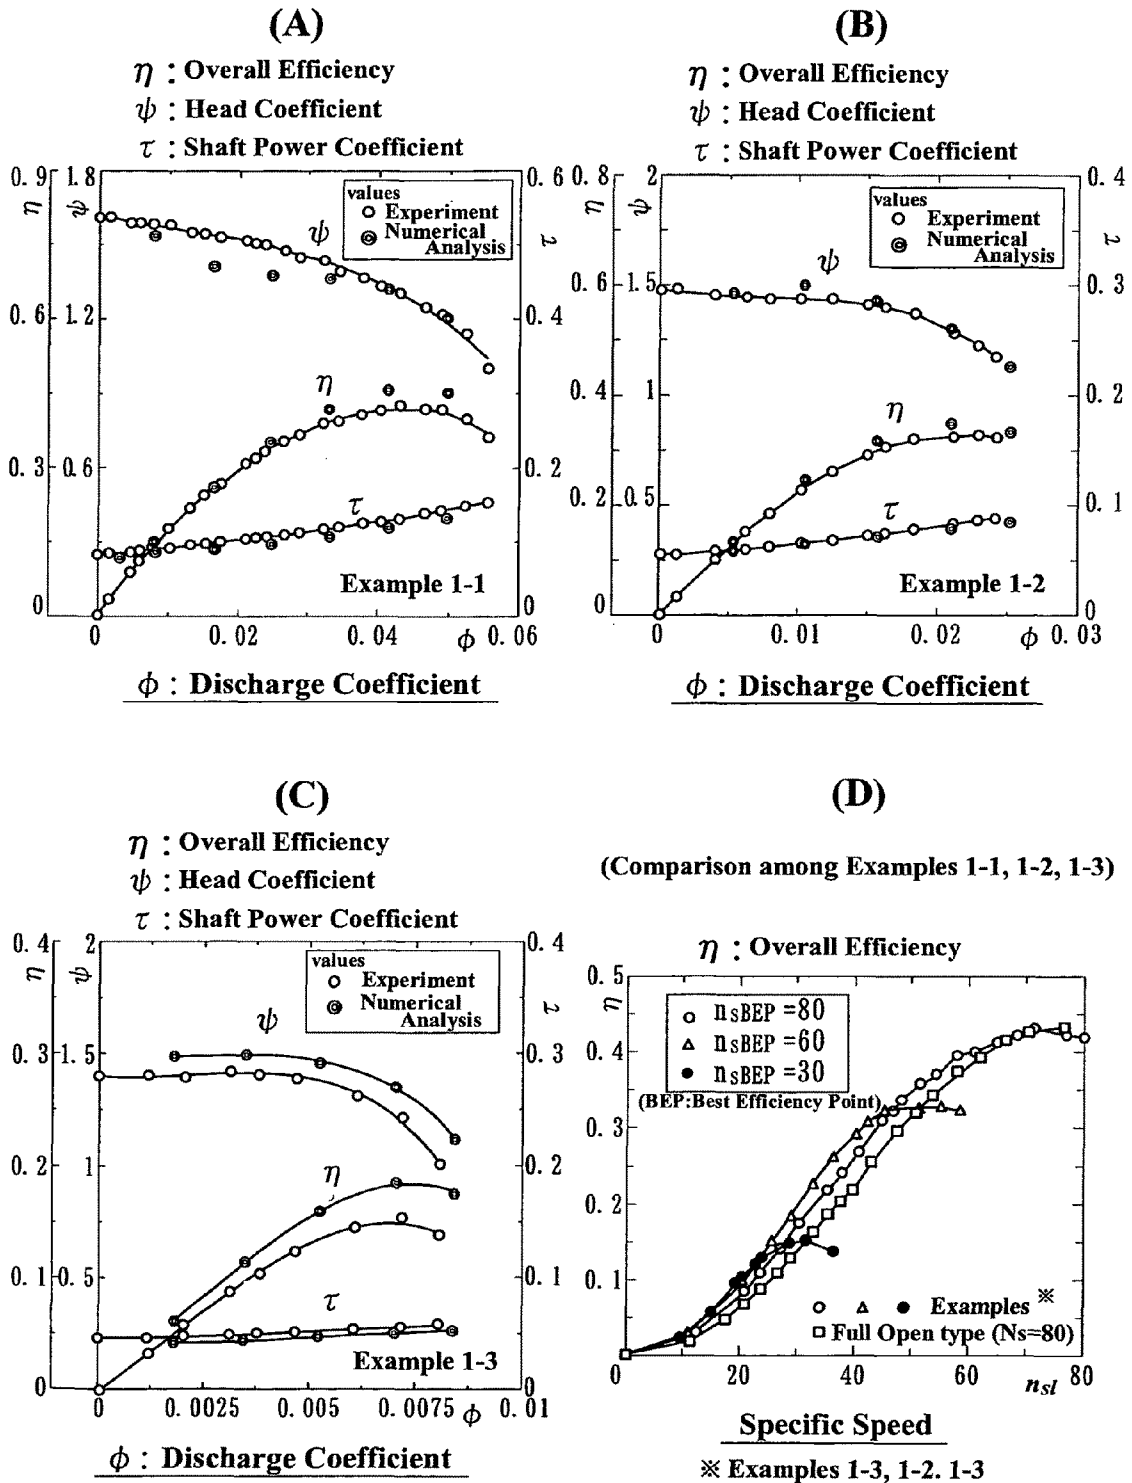 (A)
η : Overall Efficiency
ψ : Head Coefficient
τ : Shaft Power Coefficient
0. 9
1. 8
0. 6
η
ψ
τ
values
Experiment
Numerical
Analysis
ψ
0. 6
1. 2
0. 4
η
0. 3
0. 6
0. 2
τ
Example 1-1
0
0
0
0
0. 02
0. 04
ϕ
0. 06
ϕ : Discharge Coefficient
(B)
η : Overall Efficiency
ψ : Head Coefficient
τ : Shaft Power Coefficient
0. 8
2
0. 4
η
ψ
τ
values
Experiment
Numerical
Analysis
ψ
0. 6
1. 5
0. 3
0. 4
1
0. 2
η
0. 2
0. 5
0. 1
τ
Example 1-2
0
0
0
0
0. 01
0. 02
ϕ
0. 03
ϕ : Discharge Coefficient
(C)
η : Overall Efficiency
ψ : Head Coefficient
τ : Shaft Power Coefficient
0. 4
2
0. 4
η
ψ
τ
values
Experiment
Numerical
Analysis
ψ
0. 3
1. 5
0. 3
0. 2
1
0. 2
η
0. 1
0. 5
0. 1
τ
Example 1-3
0
0
0
0
0. 0025
0. 005
0. 0075
ϕ
0. 01
ϕ : Discharge Coefficient
(D)
(Comparison among Examples 1-1, 1-2, 1-3)
η : Overall Efficiency
0. 5
η
nsBEP =80
nsBEP =60
nsBEP =30
(BEP:Best Efficiency Point)
0. 4
0. 3
0. 2
0. 1
Examples ※
Full Open type (Ns=80)
0
0
20
40
60
nsl
80
Specific Speed
※ Examples 1-3, 1-2. 1-3